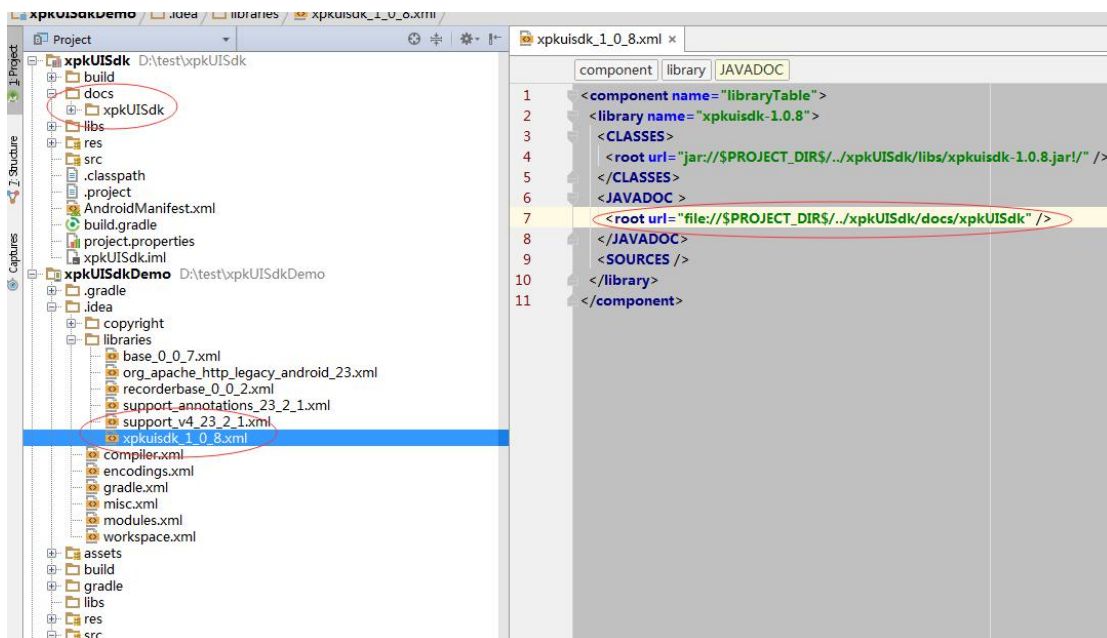 xpkUISdkDemo .idea libraries xpkuisdk_1_0_8.xml
Project
1: Project
7: Structure
Captures
xpkUISdk D:\test\xpkUISdk
build
docs
xpkUISdk
libs
res
src
.classpath
.project
AndroidManifest.xml
build.gradle
project.properties
xpkUISdk.iml
xpkUISdkDemo D:\test\xpkUISdkDemo
.gradle
.idea
copyright
libraries
base_0_0_7.xml
org_apache_http_legacy_android_23.xml
recorderbase_0_0_2.xml
support_annotations_23_2_1.xml
support_v4_23_2_1.xml
xpkuisdk_1_0_8.xml
compiler.xml
encodings.xml
gradle.xml
misc.xml
modules.xml
workspace.xml
assets
build
gradle
libs
res
src
xpkuisdk_1_0_8.xml ×
component library JAVADOC
1 <component name="libraryTable">
2 <library name="xpkuisdk-1.0.8">
3 <CLASSES>
4 <root url="jar://$PROJECT_DIR$/../xpkUISdk/libs/xpkuisdk-1.0.8.jar!/" />
5 </CLASSES>
6 <JAVADOC >
7 <root url="file://$PROJECT_DIR$/../xpkUISdk/docs/xpkUISdk" />
8 </JAVADOC>
9 <SOURCES />
10 </library>
11 </component>